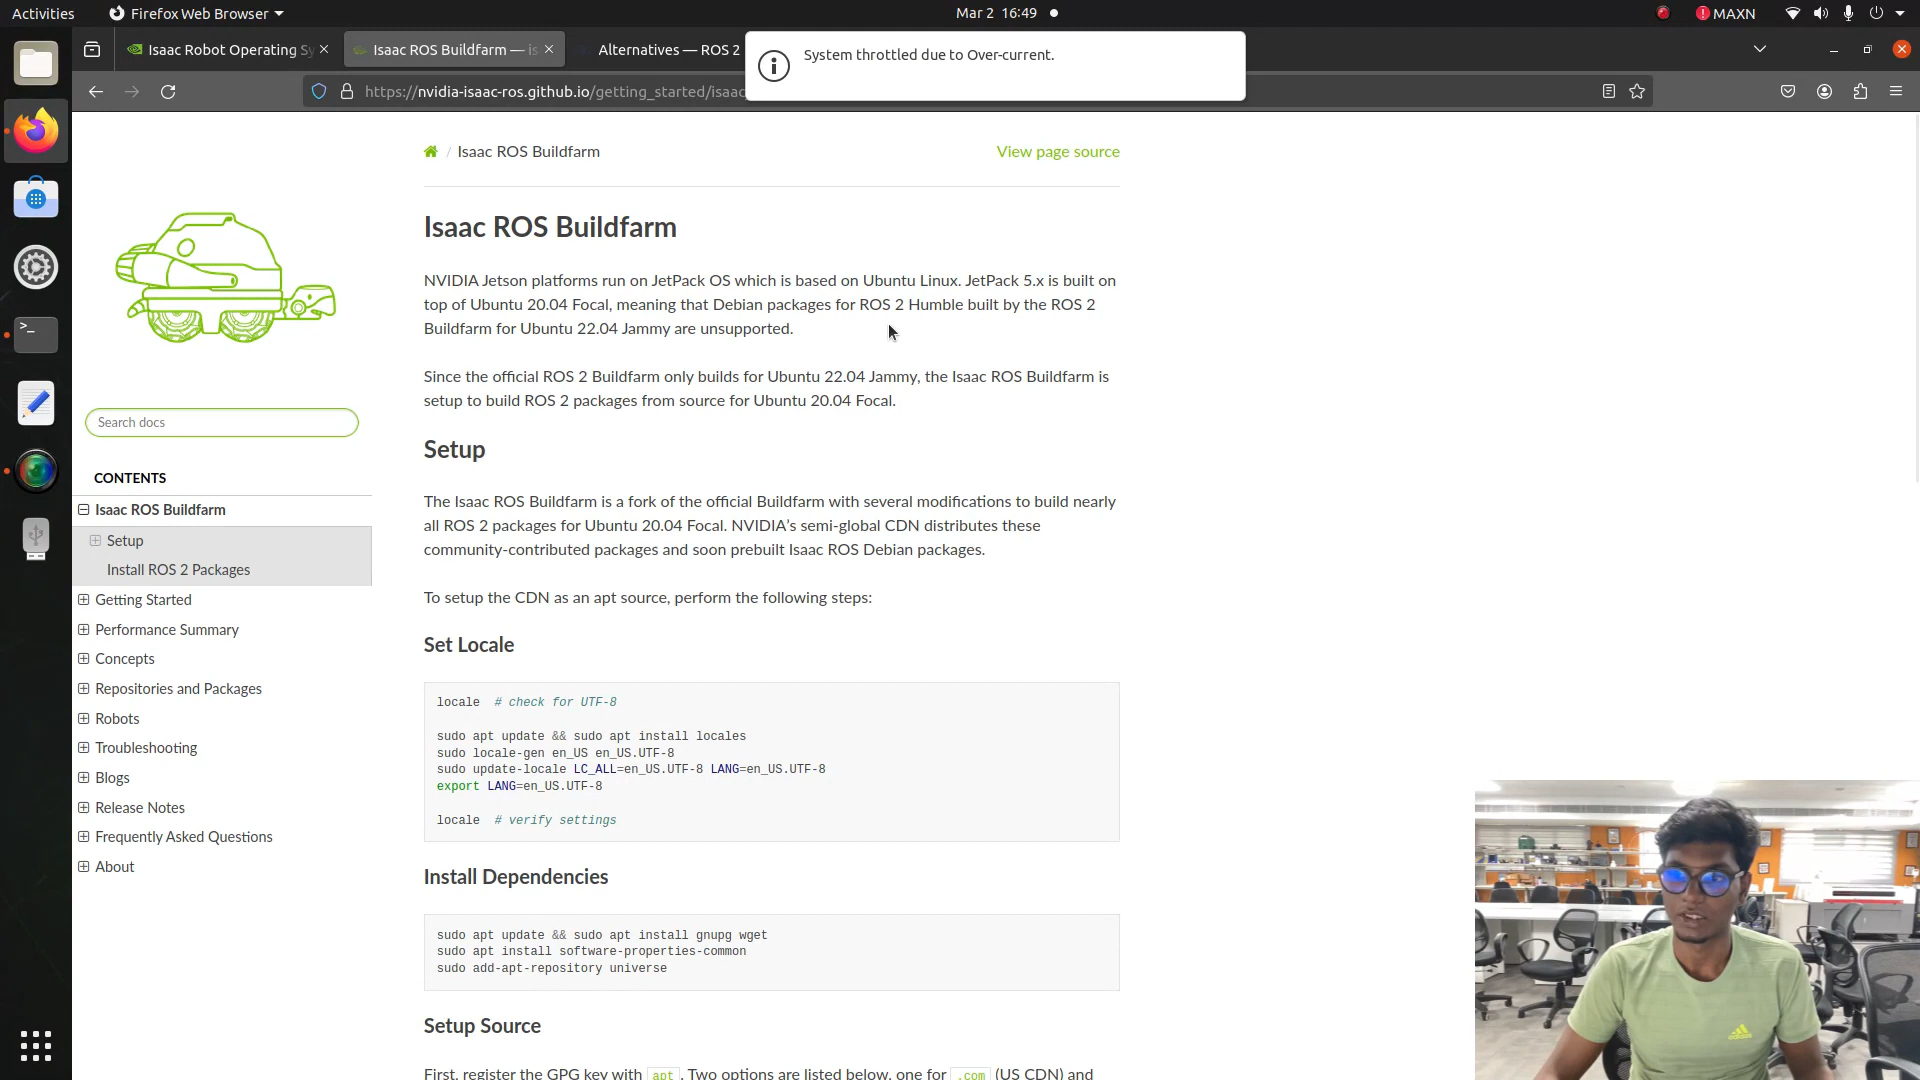 Activities
Firefox Web Browser
Mar 2 16:49
MAXN
Isaac Robot Operating Sy
Isaac ROS Buildfarm — is
Alternatives — ROS 2
System throttled due to Over-current.
https://nvidia-isaac-ros.github.io/getting_started/isaac
Isaac ROS Buildfarm
View page source
Isaac ROS Buildfarm
NVIDIA Jetson platforms run on JetPack OS which is based on Ubuntu Linux. JetPack 5.x is built on
top of Ubuntu 20.04 Focal, meaning that Debian packages for ROS 2 Humble built by the ROS 2
Buildfarm for Ubuntu 22.04 Jammy are unsupported.
Since the official ROS 2 Buildfarm only builds for Ubuntu 22.04 Jammy, the Isaac ROS Buildfarm is
setup to build ROS 2 packages from source for Ubuntu 20.04 Focal.
Setup
The Isaac ROS Buildfarm is a fork of the official Buildfarm with several modifications to build nearly
all ROS 2 packages for Ubuntu 20.04 Focal. NVIDIA's semi-global CDN distributes these
community-contributed packages and soon prebuilt Isaac ROS Debian packages.
To setup the CDN as an apt source, perform the following steps:
Set Locale
locale # check for UTF-8
sudo apt update && sudo apt install locales
sudo locale-gen en_US en_US.UTF-8
sudo update-locale LC_ALL=en_US.UTF-8 LANG=en_US.UTF-8
export LANG=en_US.UTF-8
locale # verify settings
Install Dependencies
sudo apt update && sudo apt install gnupg wget
sudo apt install software-properties-common
sudo add-apt-repository universe
Setup Source
First, register the GPG key with apt. Two options are listed below, one for .com (US CDN) and
Search docs
CONTENTS
Isaac ROS Buildfarm
Setup
Install ROS 2 Packages
Getting Started
Performance Summary
Concepts
Repositories and Packages
Robots
Troubleshooting
Blogs
Release Notes
Frequently Asked Questions
About